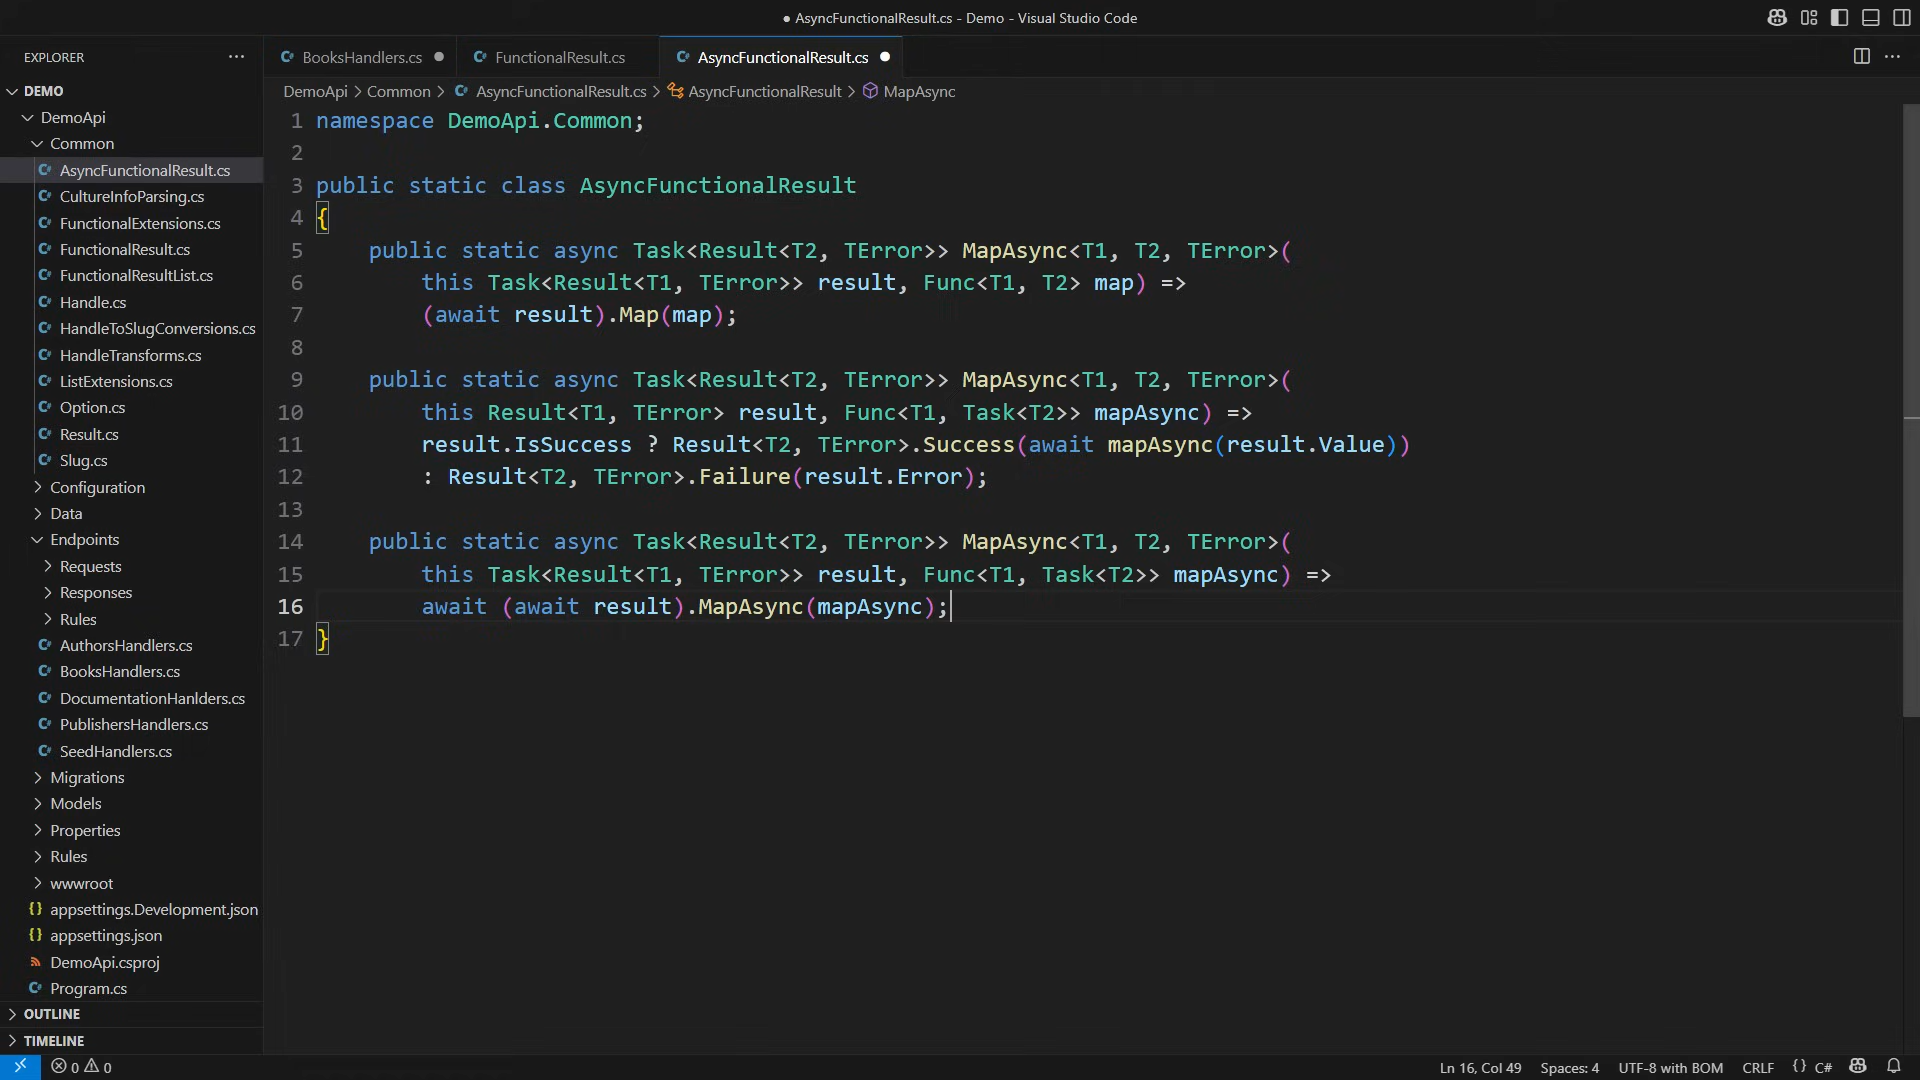 ● AsyncFunctionalResult.cs - Demo - Visual Studio Code
EXPLORER
DEMO
DemoApi
Common
AsyncFunctionalResult.cs
CultureInfoParsing.cs
FunctionalExtensions.cs
FunctionalResult.cs
FunctionalResultList.cs
Handle.cs
HandleToSlugConversions.cs
HandleTransforms.cs
ListExtensions.cs
Option.cs
Result.cs
Slug.cs
Configuration
Data
Endpoints
Requests
Responses
Rules
AuthorsHandlers.cs
BooksHandlers.cs
DocumentationHanlders.cs
PublishersHandlers.cs
SeedHandlers.cs
Migrations
Models
Properties
Rules
wwwroot
appsettings.Development.json
appsettings.json
DemoApi.csproj
Program.cs
OUTLINE
TIMELINE
BooksHandlers.cs ● FunctionalResult.cs AsyncFunctionalResult.cs ●
DemoApi > Common > AsyncFunctionalResult.cs > AsyncFunctionalResult > MapAsync
1 namespace DemoApi.Common;
2
3 public static class AsyncFunctionalResult
4 {
5 public static async Task<Result<T2, TError>> MapAsync<T1, T2, TError>(
6 this Task<Result<T1, TError>> result, Func<T1, T2> map) =>
7 (await result).Map(map);
8
9 public static async Task<Result<T2, TError>> MapAsync<T1, T2, TError>(
10 this Result<T1, TError> result, Func<T1, Task<T2>> mapAsync) =>
11 result.IsSuccess ? Result<T2, TError>.Success(await mapAsync(result.Value))
12 : Result<T2, TError>.Failure(result.Error);
13
14 public static async Task<Result<T2, TError>> MapAsync<T1, T2, TError>(
15 this Task<Result<T1, TError>> result, Func<T1, Task<T2>> mapAsync) =>
16 await (await result).MapAsync(mapAsync);
17 }
0 0 Ln 16, Col 49 Spaces: 4 UTF-8 with BOM CRLF {} C#